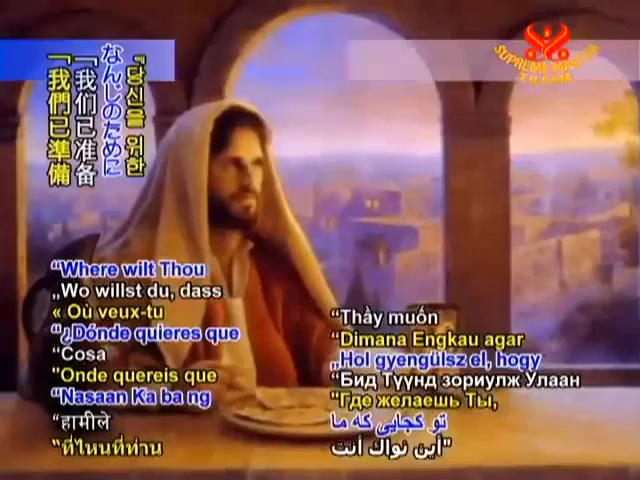 "당신을 위한
なんじのために
「我们已准备
「我們已準備
SUPREME MASTER
“Where wilt Thou
„Wo willst du, dass
« Où veux-tu
“¿Dónde quieres que
“Cosa
"Onde quereis que
“Nasaan Ka ba ng
“हामीले
“ที่ไหนที่ท่าน
“Thầy muốn
“Dimana Engkau agar
„Hol gyengülsz el, hogy
“Бид Түүнд зориулж Улаан
"Где желаешь Ты,
تو کجایی که ما
"أين نواك أنت